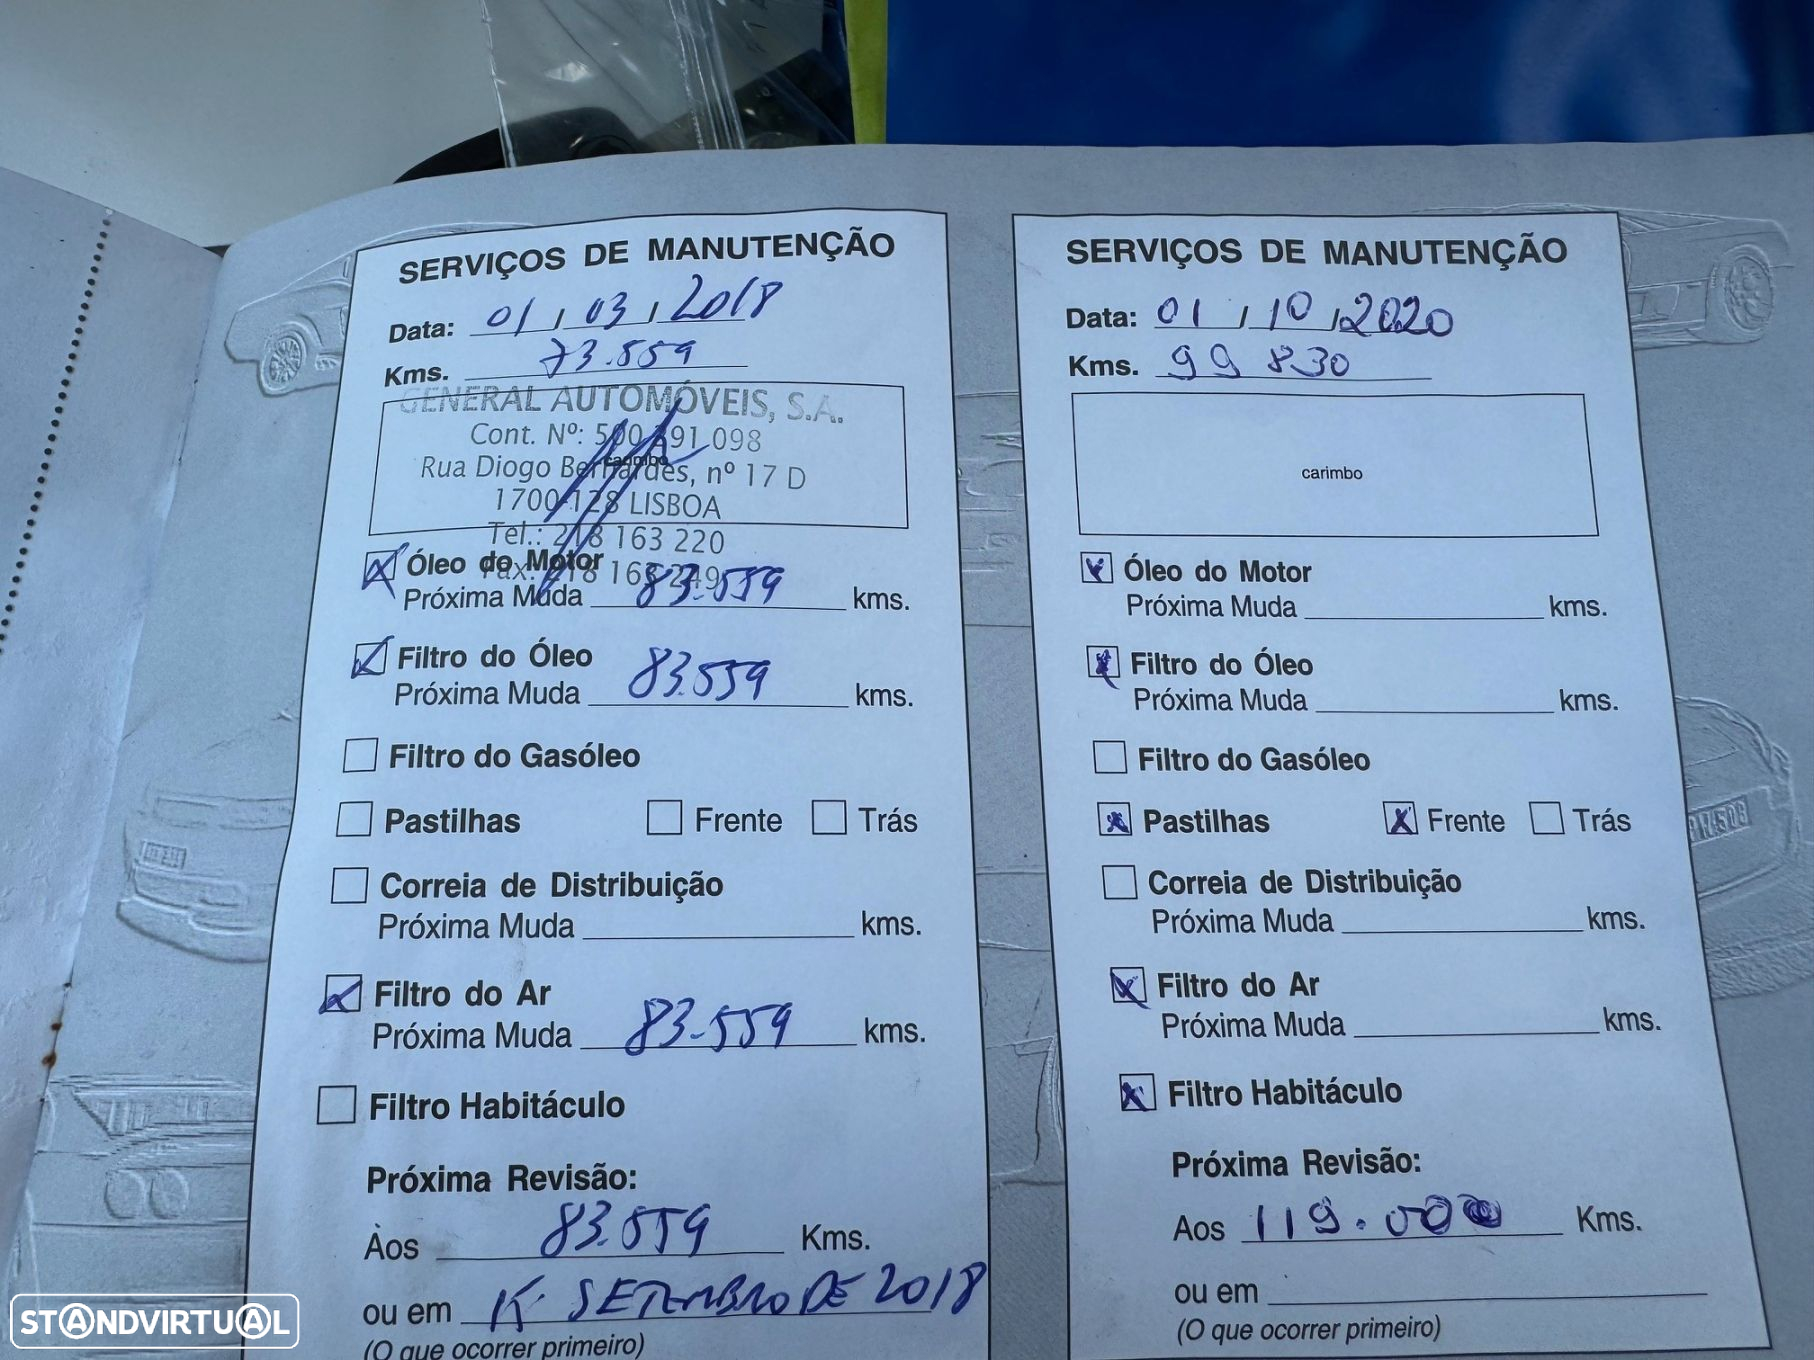 SERVIÇOS DE MANUTENÇÃO
Data: 01 / 03 / 2018
Kms. 73.559
GENERAL AUTOMÓVEIS, S.A.
Cont. Nº: 500 091 098
carimbo
Rua Diogo Bernardes, nº 17 D
1700-128 LISBOA
Tel.: 218 163 220
Óleo do Motor
Fax: 218 163 249
Próxima Muda 83.559 kms.
Filtro do Óleo
Próxima Muda 83.559 kms.
Filtro do Gasóleo
Pastilhas Frente Trás
Correia de Distribuição
Próxima Muda kms.
Filtro do Ar
Próxima Muda 83.559 kms.
Filtro Habitáculo
Próxima Revisão:
Àos 83.559 Kms.
ou em SETEMBRO DE 2018
(O que ocorrer primeiro)
SERVIÇOS DE MANUTENÇÃO
Data: 01 / 10 / 2020
Kms. 99 830
carimbo
Óleo do Motor
Próxima Muda kms.
Filtro do Óleo
Próxima Muda kms.
Filtro do Gasóleo
Pastilhas Frente Trás
Correia de Distribuição
Próxima Muda kms.
Filtro do Ar
Próxima Muda kms.
Filtro Habitáculo
Próxima Revisão:
Aos 119.000 Kms.
ou em
(O que ocorrer primeiro)
STANDVIRTUAL